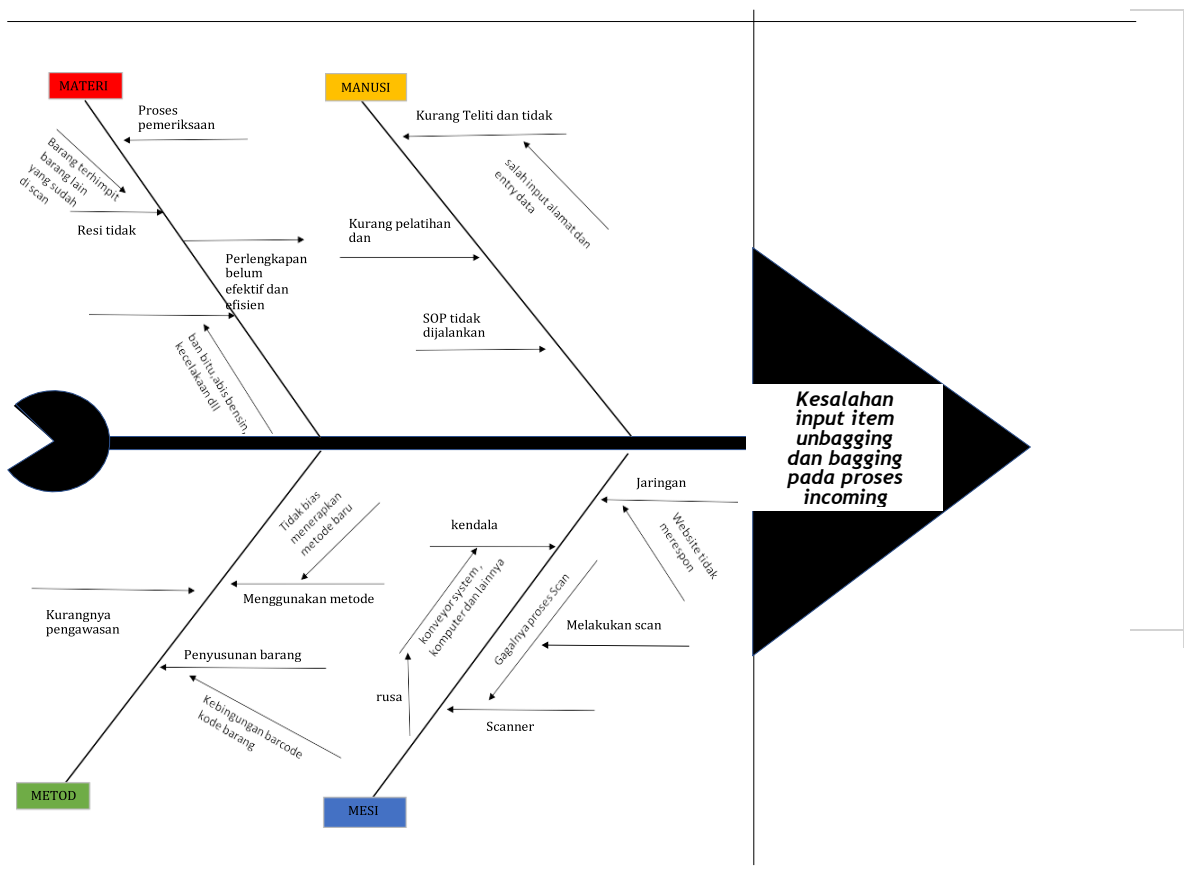 MATERI
MANUSI
Proses
pemeriksaan
Barang terhimpit
barang lain
yang sudah
di scan
Resi tidak
Perlengkapan
belum
efektif dan
efisien
ban bitu,abis bensin,
kecelakaan dll
Kurang Teliti dan tidak
salah input alamat dan
entry data
Kurang pelatihan
dan
SOP tidak
dijalankan
Kesalahan
input item
unbagging
dan bagging
pada proses
incoming
Tidak bias
menerapkan
metode baru
Menggunakan metode
Kurangnya
pengawasan
Penyusunan barang
Kebingungan barcode
kode barang
Jaringan
Website tidak
merespon
kendala
konveyor system ,
komputer dan lainnya
rusa
Gagalnya proses Scan
Melakukan scan
Scanner
METOD
MESI